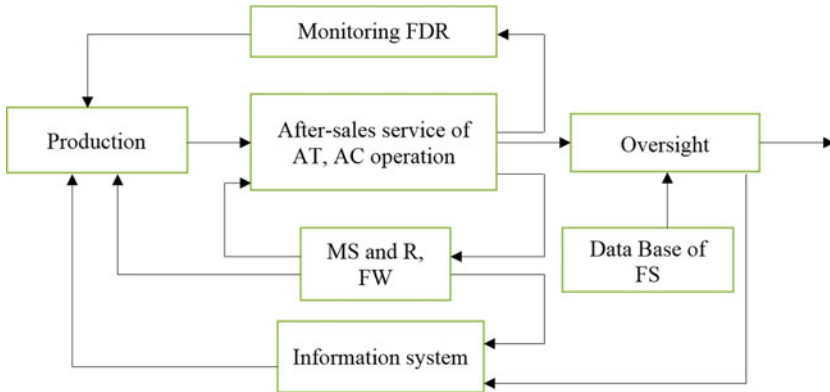 Monitoring FDR
Production
After-sales service of
AT, AC operation
Oversight
MS and R,
FW
Data Base of
FS
Information system